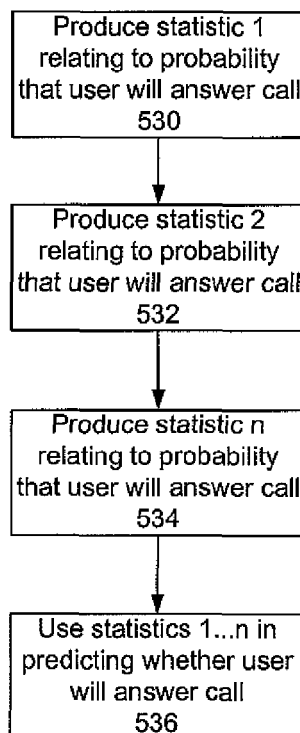 Produce statistic 1
relating to probability
that user will answer call
530
Produce statistic 2
relating to probability
that user will answer call
532
Produce statistic n
relating to probability
that user will answer call
534
Use statistics 1...n in
predicting whether user
will answer call
536